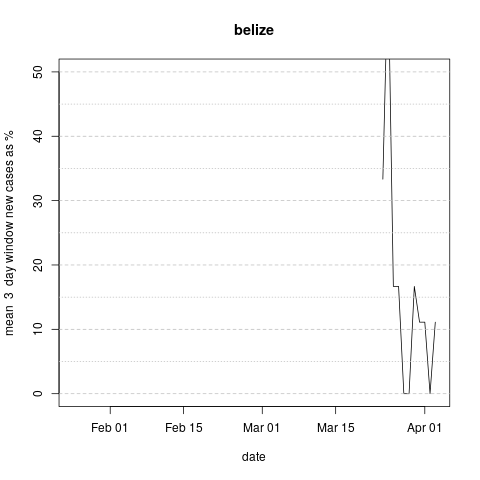 belize
mean  3  day window new cases as %
50
40
30
20
10
0
Feb 01
Feb 15
Mar 01
Mar 15
Apr 01
date